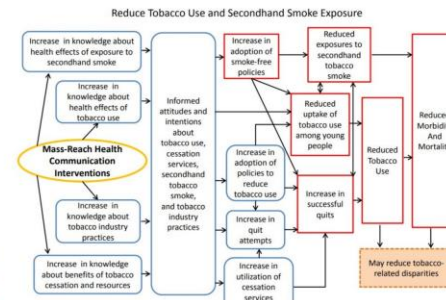 Reduce Tobacco Use and Secondhand Smoke Exposure
Increase in knowledge about
health effects of exposure to
secondhand smoke
Increase in
knowledge about
health effects of
tobacco use
Mass-Reach Health
Communication
Interventions
Increase in
knowledge about
tobacco industry
practices
Increase in knowledge
about benefits of tobacco
cessation and resources
Informed
attitudes and
intentions
about
tobacco use,
cessation
services,
secondhand
tobacco
smoke,
and tobacco
industry
practices
Increase in
adoption of
smoke-free
policies
Increase in
adoption of
policies to
reduce
tobacco use
Increase in
quit
attempts
Increase in
utilization of
cessation
services
Reduced
exposures to
secondhand
tobacco
smoke
Reduced
uptake of
tobacco use
among young
people
Increase in
successful
quits
Reduced
Tobacco
Use
Reduced
Morbidi
And
Mortalit
May reduce tobacco-
related disparities